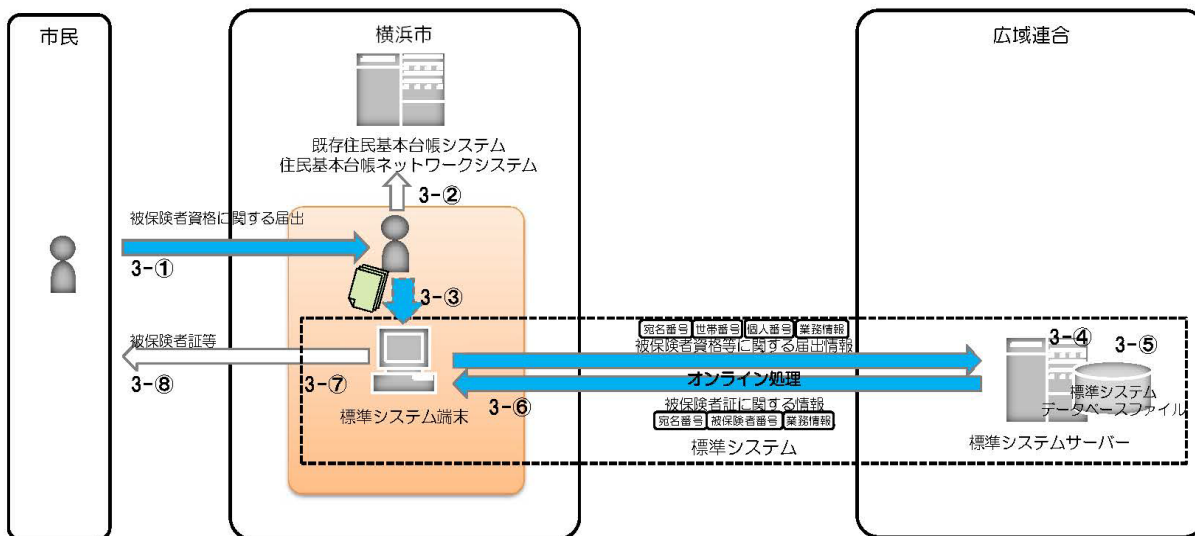 市民
横浜市
広域連合
既存住民基本台帳システム
住民基本台帳ネットワークシステム
3-②
被保険者資格に関する届出
3-①
3-③
宛名番号 世帯番号 個人番号 業務情報
被保険者資格等に関する届出情報
3-④
3-⑤
被保険者証等
3-⑧
3-⑦
オンライン処理
3-⑥
標準システム端末
被保険者証に関する情報
宛名番号 被保険者番号 業務情報
標準システム
標準システム
データベースファイル
標準システムサーバー